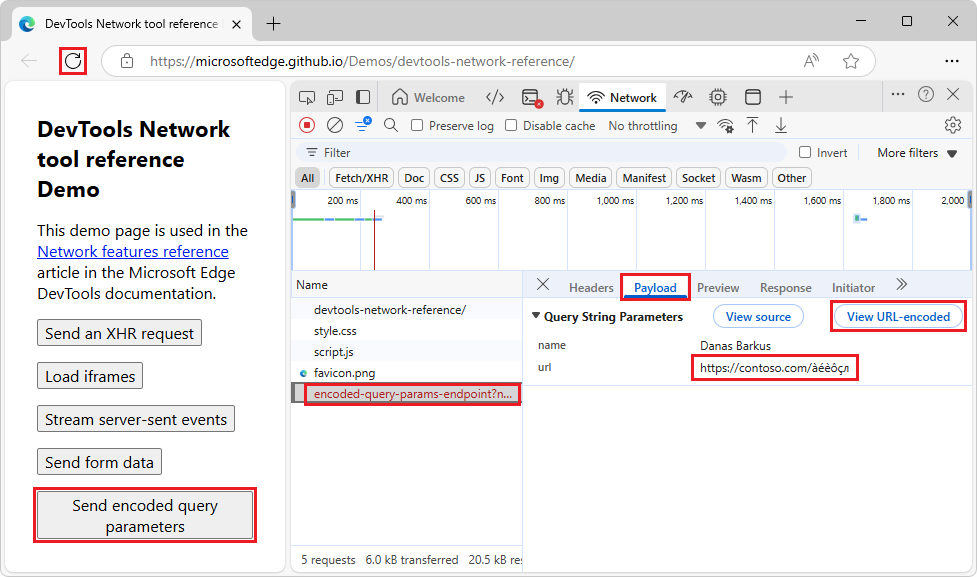 DevTools Network tool reference
https://microsoftedge.github.io/Demos/devtools-network-reference/
DevTools Network
tool reference
Demo
This demo page is used in the
Network features reference
article in the Microsoft Edge
DevTools documentation.
Send an XHR request
Load iframes
Stream server-sent events
Send form data
Send encoded query
parameters
Welcome
Network
Preserve log
Disable cache
No throttling
Filter
Invert
More filters
All Fetch/XHR Doc CSS JS Font Img Media Manifest Socket Wasm Other
200 ms 400 ms 600 ms 800 ms 1,000 ms 1,200 ms 1,400 ms 1,600 ms 1,800 ms 2,000
Name
devtools-network-reference/
style.css
script.js
favicon.png
encoded-query-params-endpoint?n...
5 requests 6.0 kB transferred 20.5 kB re
Headers Payload Preview Response Initiator
Query String Parameters View source View URL-encoded
name Danas Barkus
url https://contoso.com/àéèôçл